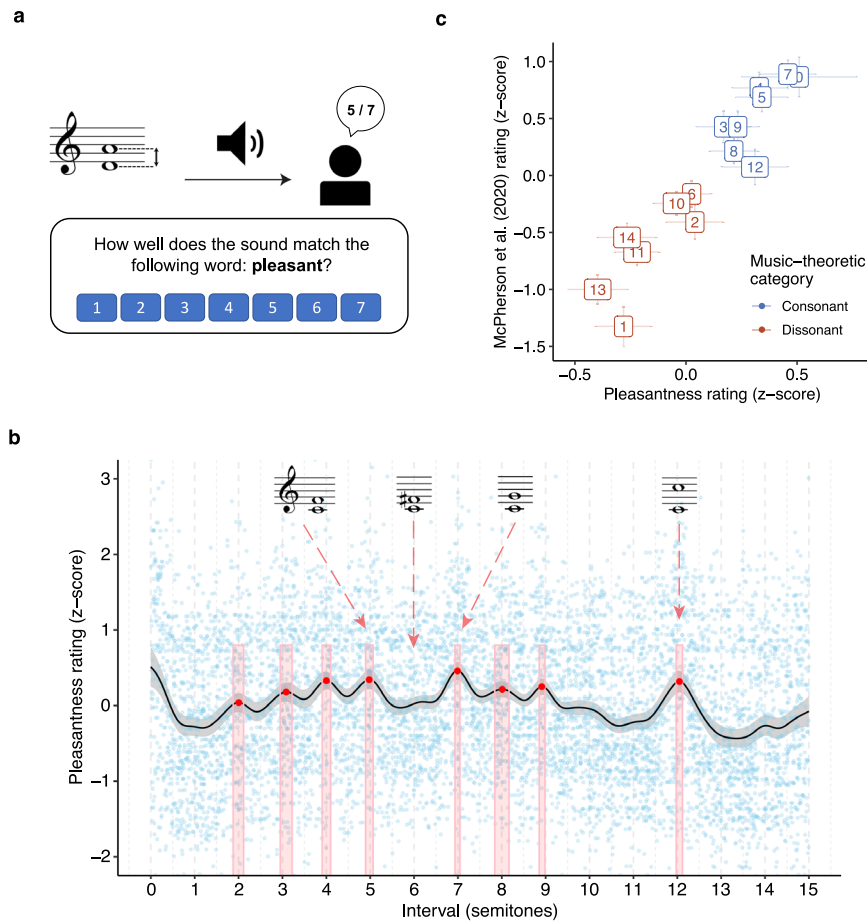 a
5 / 7
How well does the sound match the
following word: pleasant?
1 2 3 4 5 6 7
c
McPherson et al. (2020) rating (z−score)
1.0
0.5
0.0
−0.5
−1.0
−1.5
7 0
4
5
3 9
8
12
6
10
2
14
11
13
1
Music−theoretic
category
Consonant
Dissonant
−0.5 0.0 0.5
Pleasantness rating (z−score)
b
Pleasantness rating (z−score)
3
2
1
0
−1
−2
0 1 2 3 4 5 6 7 8 9 10 11 12 13 14 15
Interval (semitones)